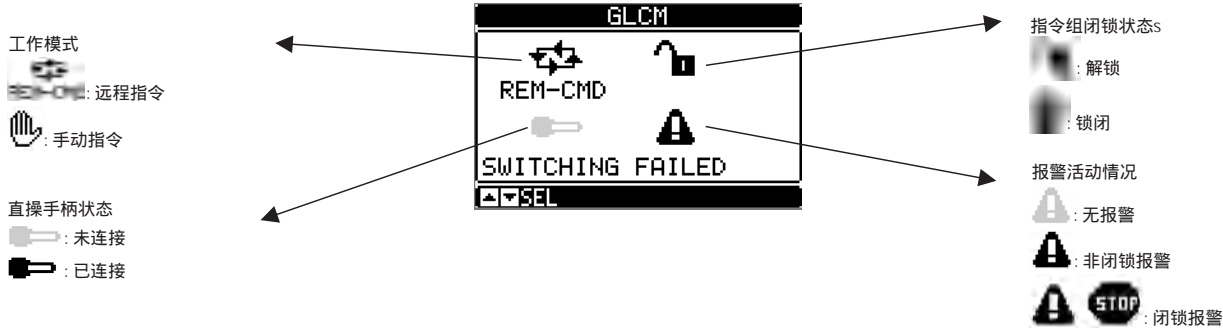 工作模式
REM-CMD : 远程指令
: 手动指令
直操手柄状态
: 未连接
: 已连接
GLCM
REM-CMD
SWITCHING FAILED
SEL
指令组闭锁状态s
: 解锁
: 锁闭
报警活动情况
: 无报警
: 非闭锁报警
STOP : 闭锁报警